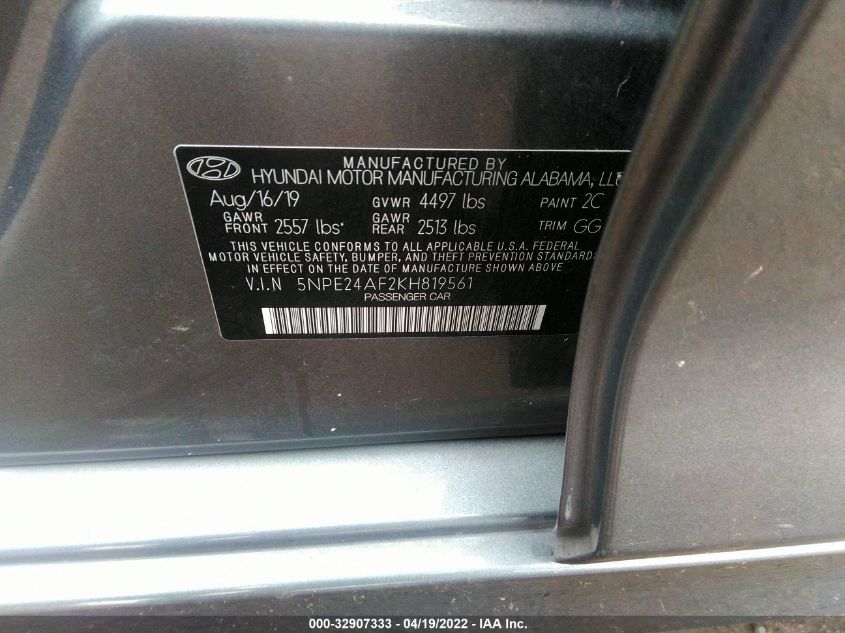 MANUFACTURED BY
HYUNDAI MOTOR MANUFACTURING ALABAMA, LLC
Aug/16/19 GVWR 4497 lbs PAINT 2C
GAWR FRONT 2557 lbs* GAWR REAR 2513 lbs TRIM GG
THIS VEHICLE CONFORMS TO ALL APPLICABLE U.S.A. FEDERAL
MOTOR VEHICLE SAFETY, BUMPER, AND THEFT PREVENTION STANDARDS
IN EFFECT ON THE DATE OF MANUFACTURE SHOWN ABOVE
V.I.N 5NPE24AF2KH819561
PASSENGER CAR
000-32907333 - 04/19/2022 - IAA Inc.